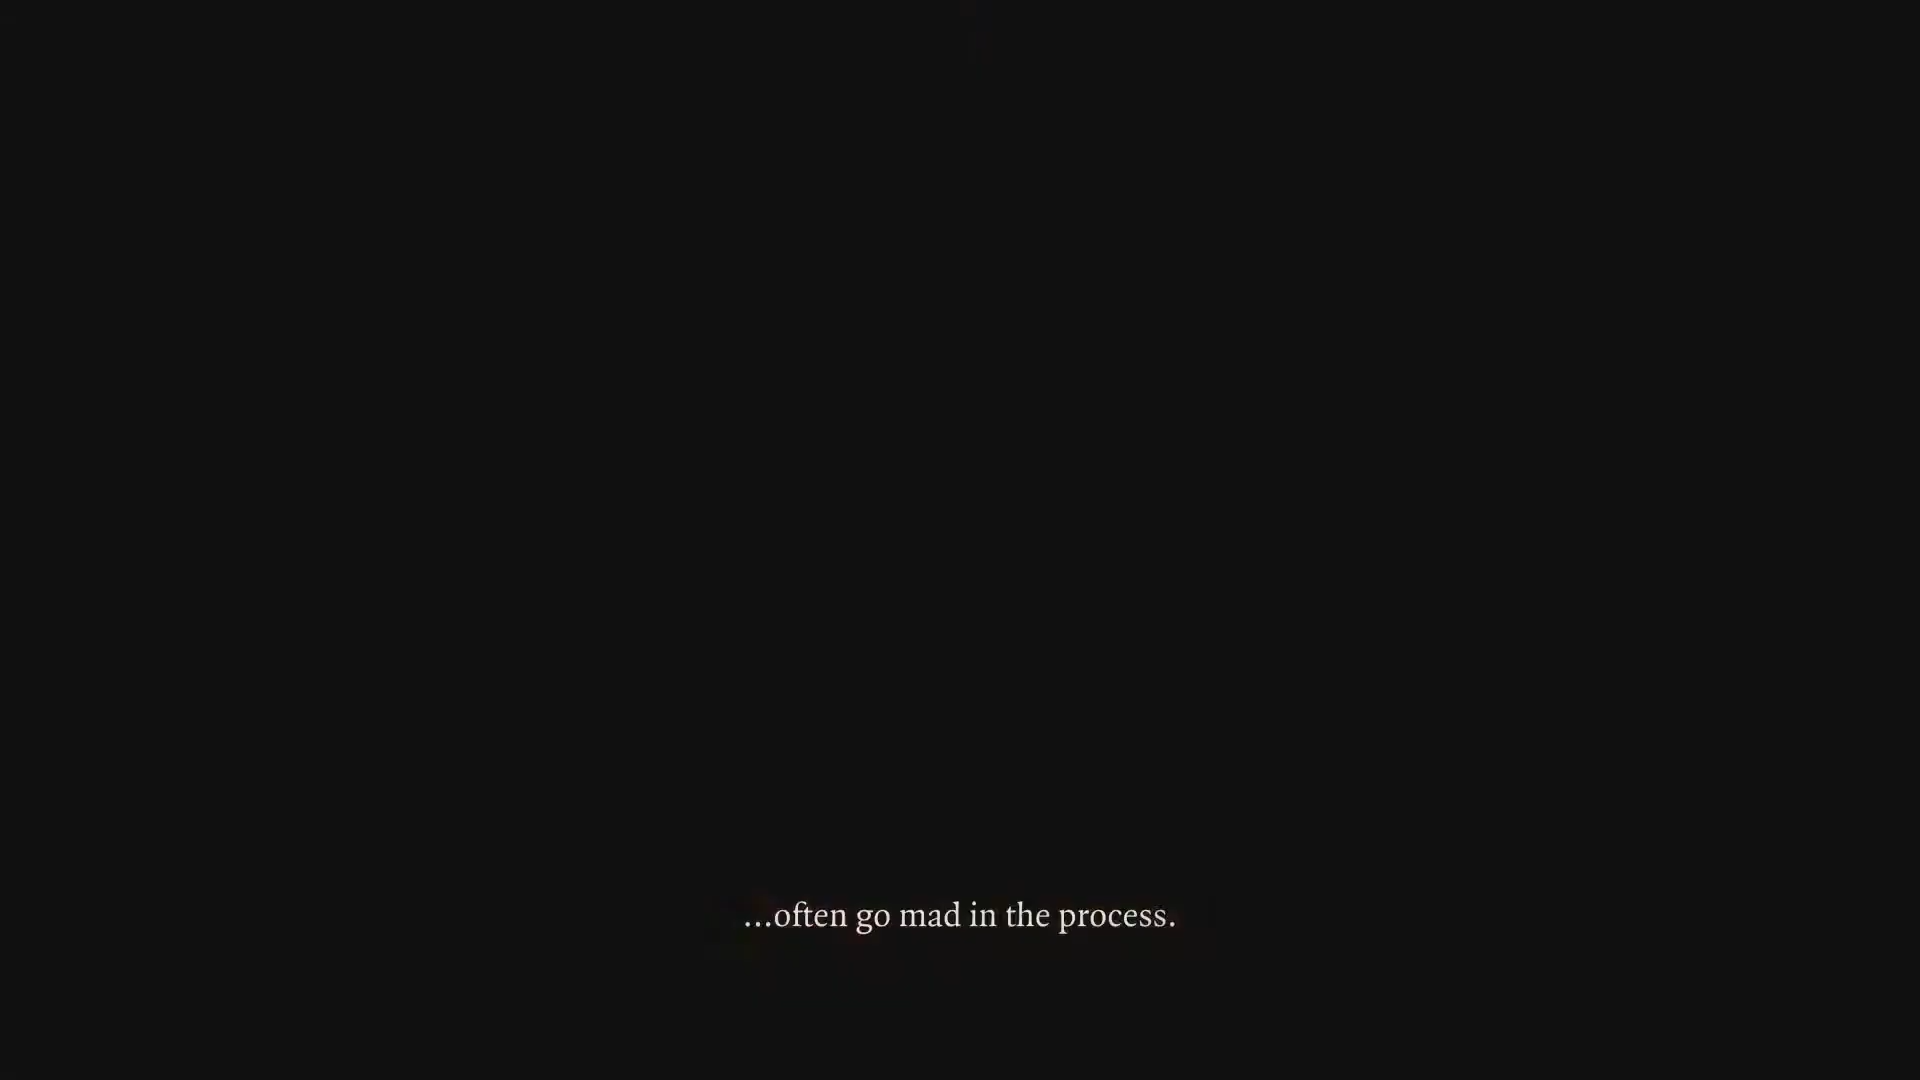 …often go mad in the process.